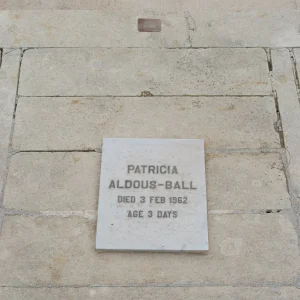 PATRICIA
ALDOUS-BALL
DIED 3 FEB 1962
AGE 3 DAYS